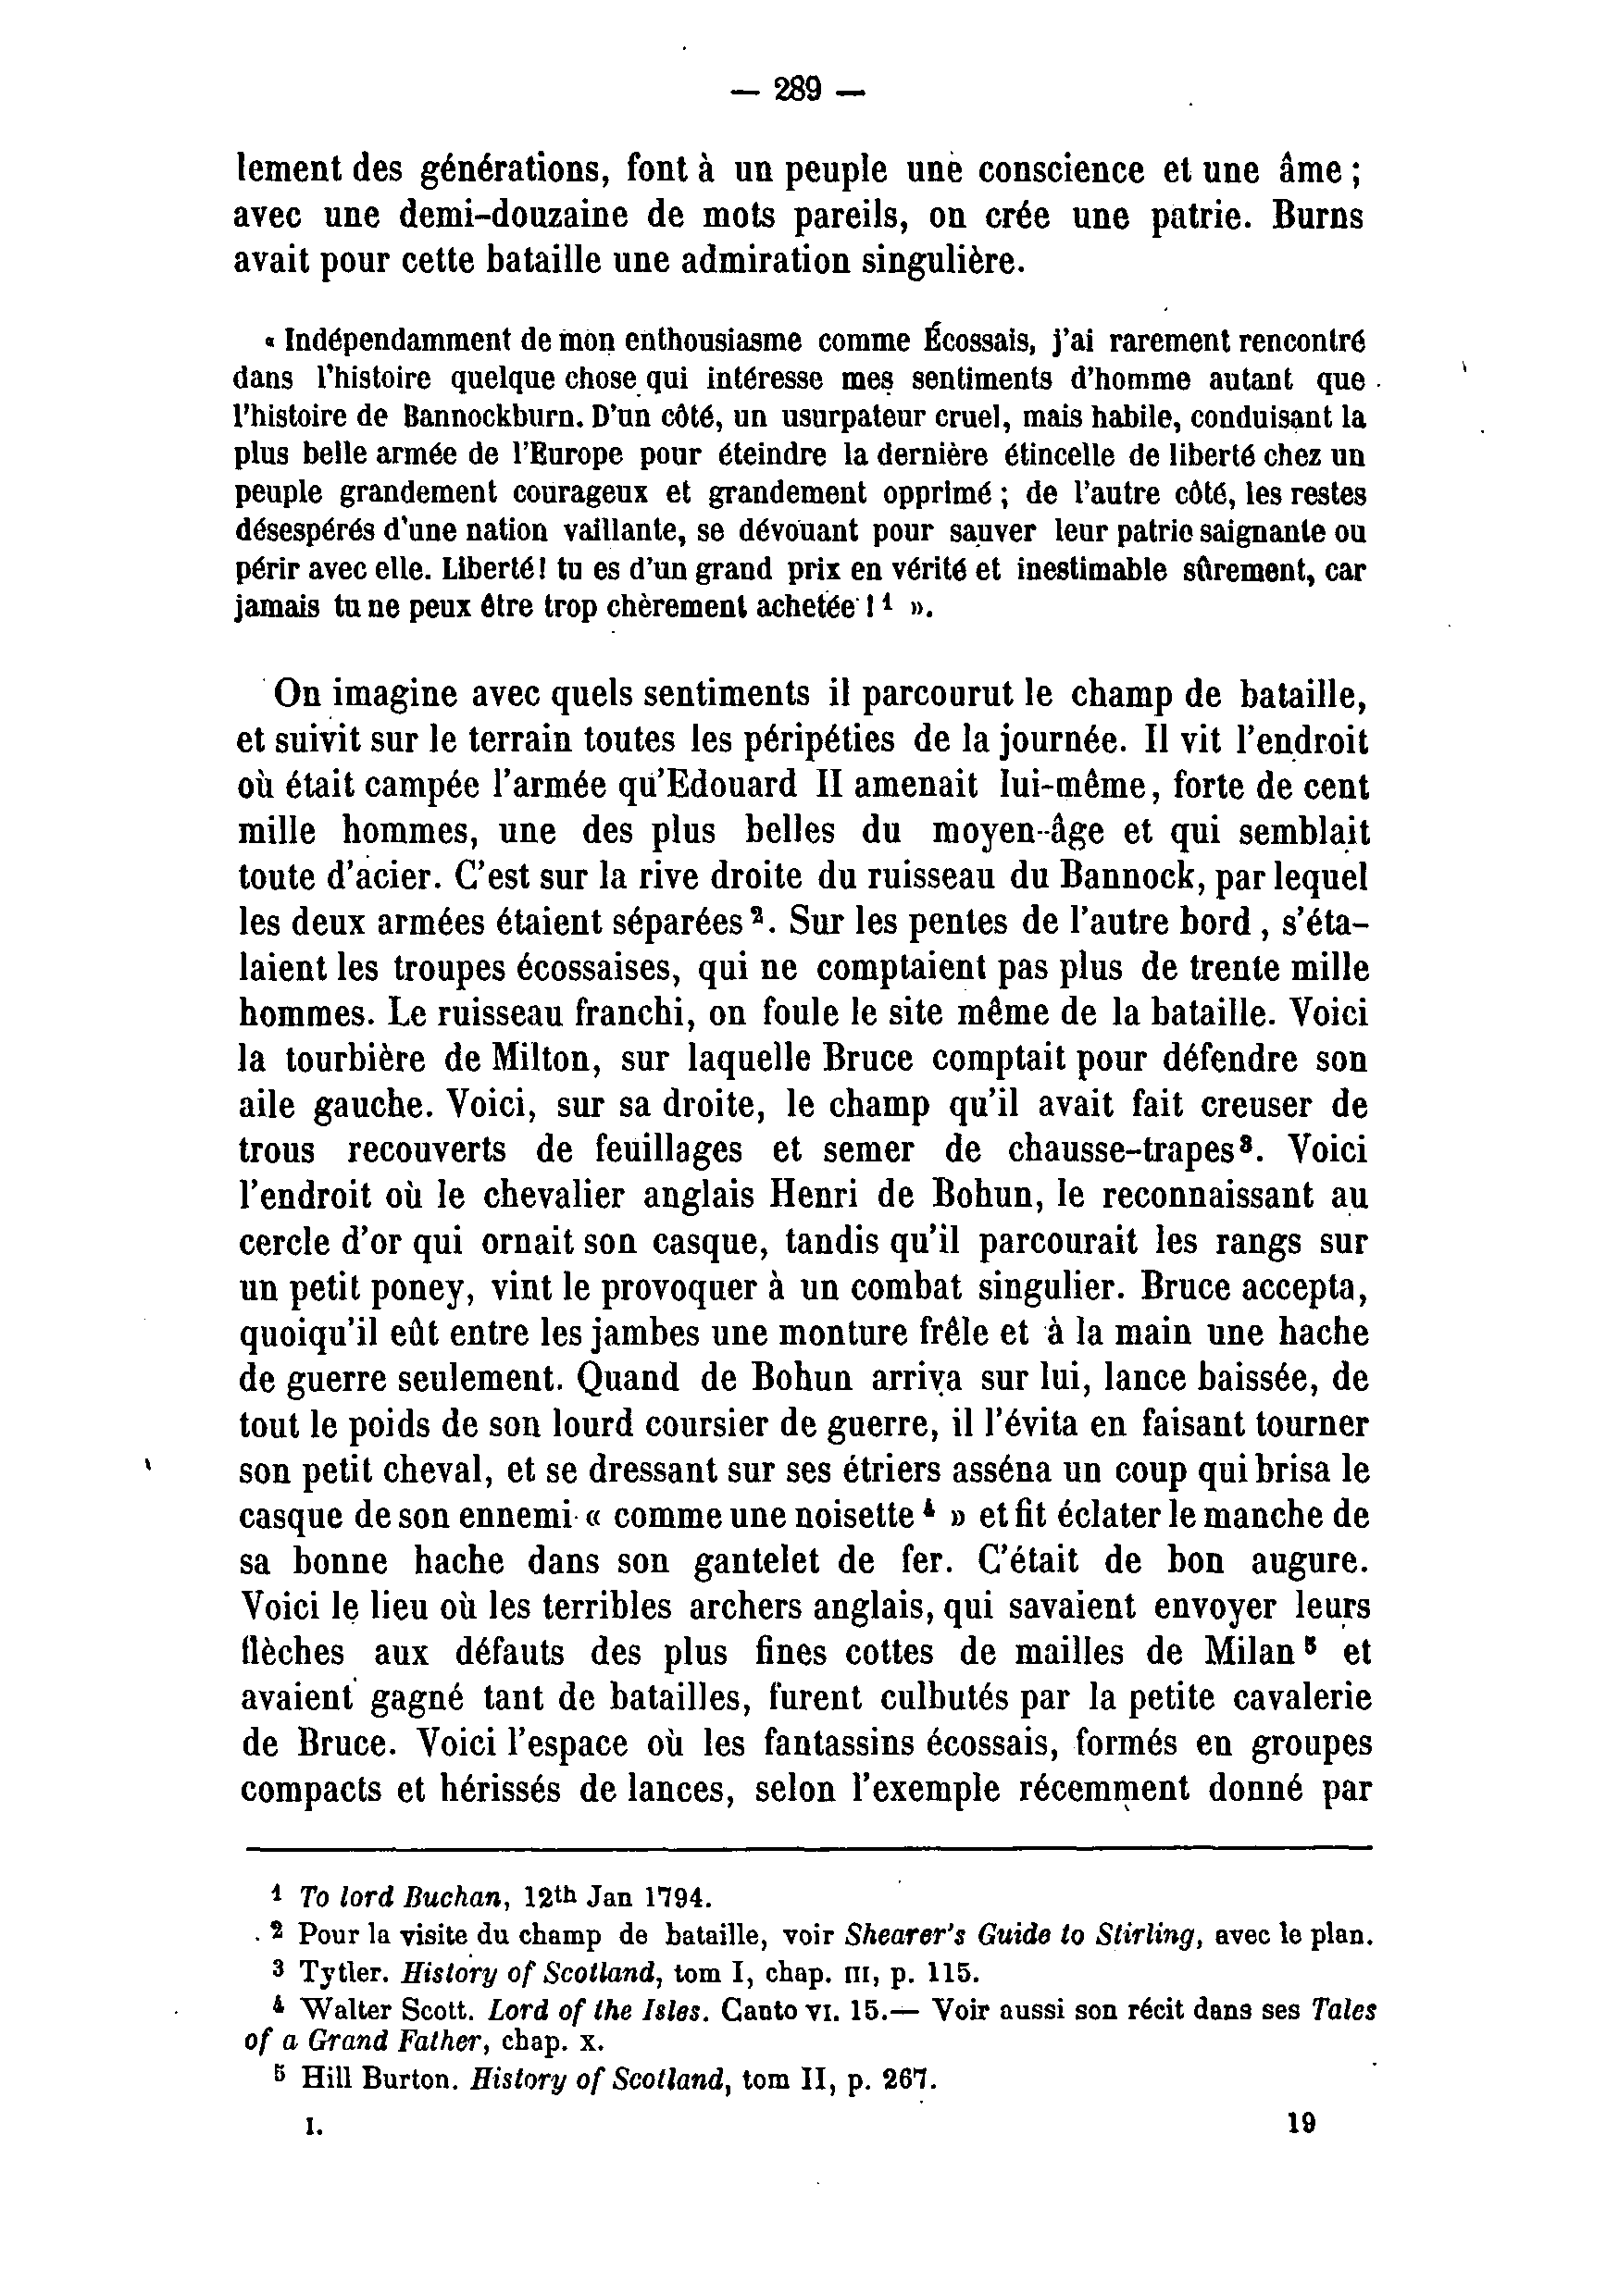 — 289 —
lement des générations, font à un peuple une conscience et une âme ;
avec une demi-douzaine de mots pareils, on crée une patrie. Burns
avait pour cette bataille une admiration singulière.
« Indépendamment de mon enthousiasme comme Écossais, j'ai rarement rencontré
dans l'histoire quelque chose qui intéresse mes sentiments d'homme autant que
l'histoire de Bannockburn. D'un côté, un usurpateur cruel, mais habile, conduisant la
plus belle armée de l'Europe pour éteindre la dernière étincelle de liberté chez un
peuple grandement courageux et grandement opprimé ; de l'autre côté, les restes
désespérés d'une nation vaillante, se dévouant pour sauver leur patrie saignante ou
périr avec elle. Liberté! tu es d'un grand prix en vérité et inestimable sûrement, car
jamais tu ne peux être trop chèrement achetée ! ¹ ».
On imagine avec quels sentiments il parcourut le champ de bataille,
et suivit sur le terrain toutes les péripéties de la journée. Il vit l'endroit
où était campée l'armée qu'Edouard II amenait lui-même, forte de cent
mille hommes, une des plus belles du moyen-âge et qui semblait
toute d'acier. C'est sur la rive droite du ruisseau du Bannock, par lequel
les deux armées étaient séparées ². Sur les pentes de l'autre bord , s'éta-
laient les troupes écossaises, qui ne comptaient pas plus de trente mille
hommes. Le ruisseau franchi, on foule le site même de la bataille. Voici
la tourbière de Milton, sur laquelle Bruce comptait pour défendre son
aile gauche. Voici, sur sa droite, le champ qu'il avait fait creuser de
trous recouverts de feuillages et semer de chausse-trapes ³. Voici
l'endroit où le chevalier anglais Henri de Bohun, le reconnaissant au
cercle d'or qui ornait son casque, tandis qu'il parcourait les rangs sur
un petit poney, vint le provoquer à un combat singulier. Bruce accepta,
quoiqu'il eût entre les jambes une monture frêle et à la main une hache
de guerre seulement. Quand de Bohun arriva sur lui, lance baissée, de
tout le poids de son lourd coursier de guerre, il l'évita en faisant tourner
son petit cheval, et se dressant sur ses étriers asséna un coup qui brisa le
casque de son ennemi « comme une noisette ⁴ » et fit éclater le manche de
sa bonne hache dans son gantelet de fer. C'était de bon augure.
Voici le lieu où les terribles archers anglais, qui savaient envoyer leurs
flèches aux défauts des plus fines cottes de mailles de Milan ⁵ et
avaient gagné tant de batailles, furent culbutés par la petite cavalerie
de Bruce. Voici l'espace où les fantassins écossais, formés en groupes
compacts et hérissés de lances, selon l'exemple récemment donné par
¹ To lord Buchan, 12th Jan 1794.
² Pour la visite du champ de bataille, voir Shearer's Guide to Stirling, avec le plan.
³ Tytler. History of Scotland, tom I, chap. III, p. 115.
⁴ Walter Scott. Lord of the Isles. Canto VI. 15.— Voir aussi son récit dans ses Tales
of a Grand Father, chap. X.
⁵ Hill Burton. History of Scotland, tom II, p. 267.
I. 19